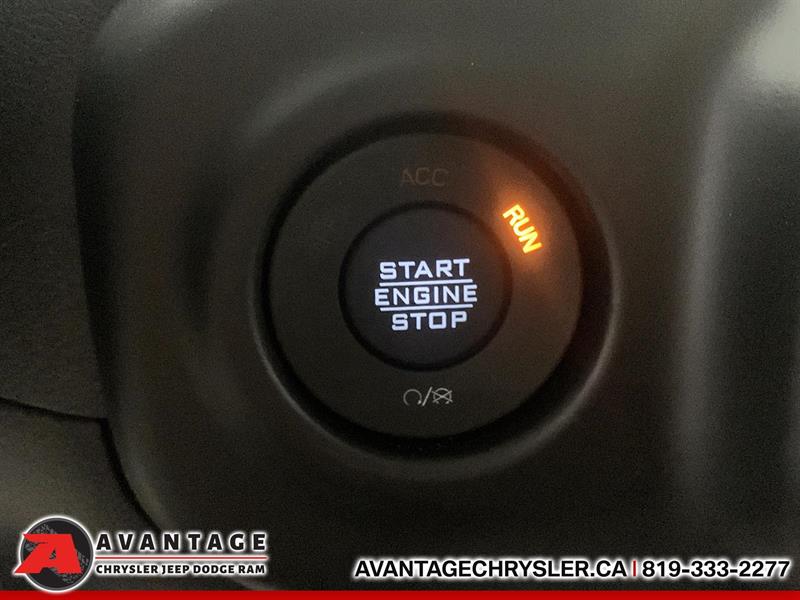 ACC
RUN
START
ENGINE
STOP
A AVANTAGE
CHRYSLER JEEP DODGE RAM
AVANTAGECHRYSLER.CA | 819-333-2277